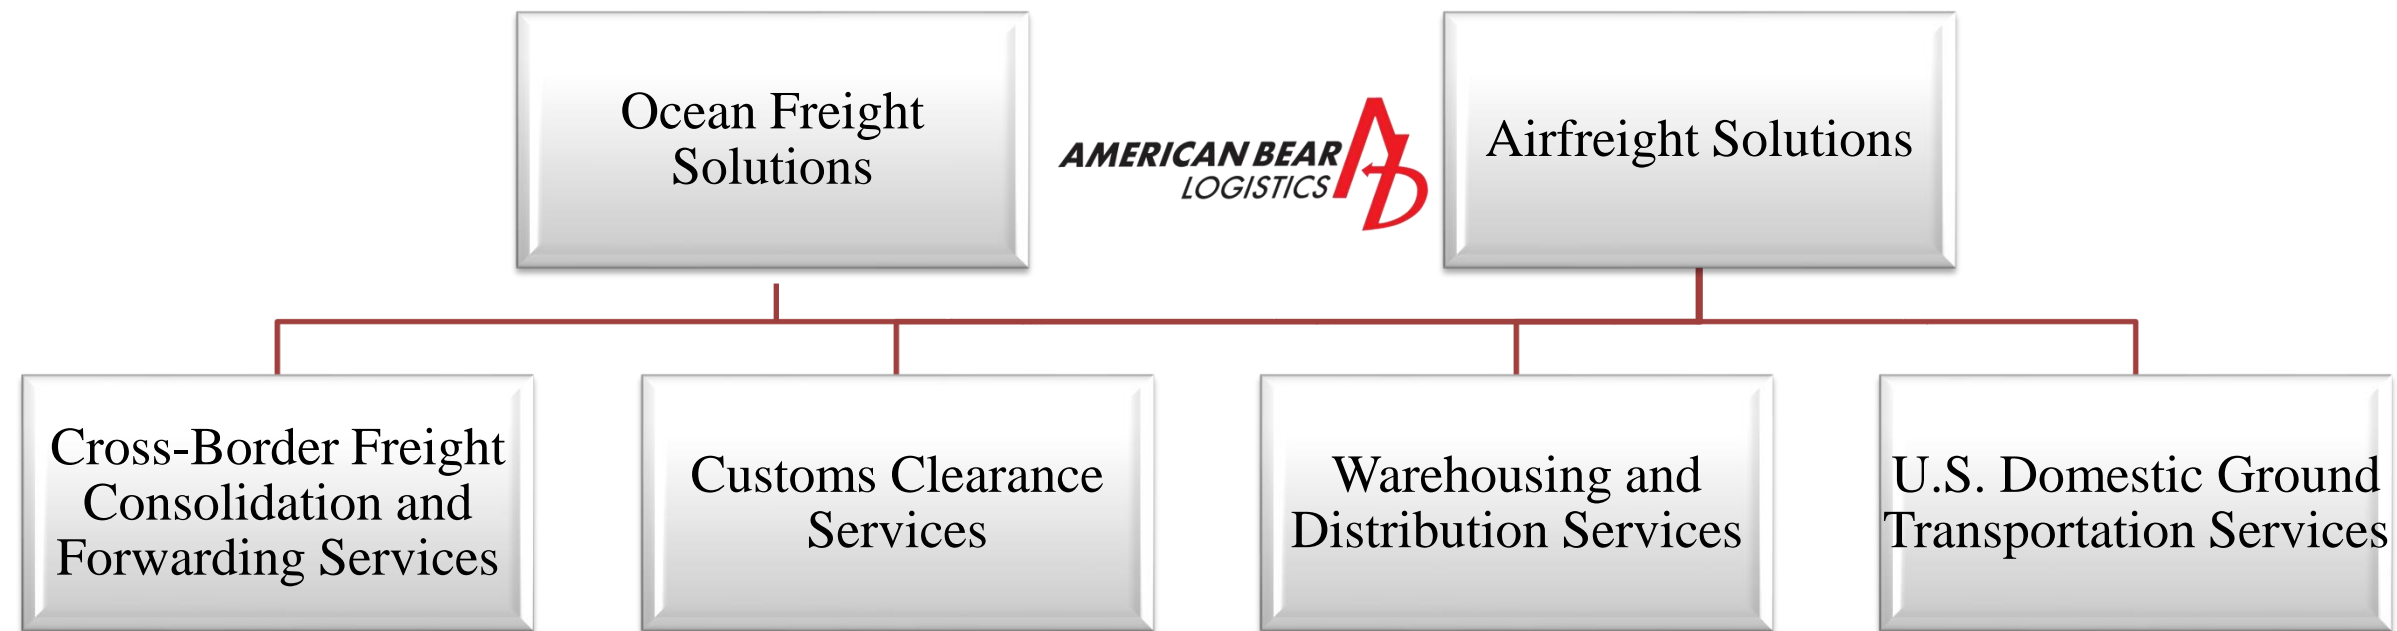 Ocean Freight
Solutions
AMERICAN BEAR
LOGISTICS
Airfreight Solutions
Cross-Border Freight
Consolidation and
Forwarding Services
Customs Clearance
Services
Warehousing and
Distribution Services
U.S. Domestic Ground
Transportation Services